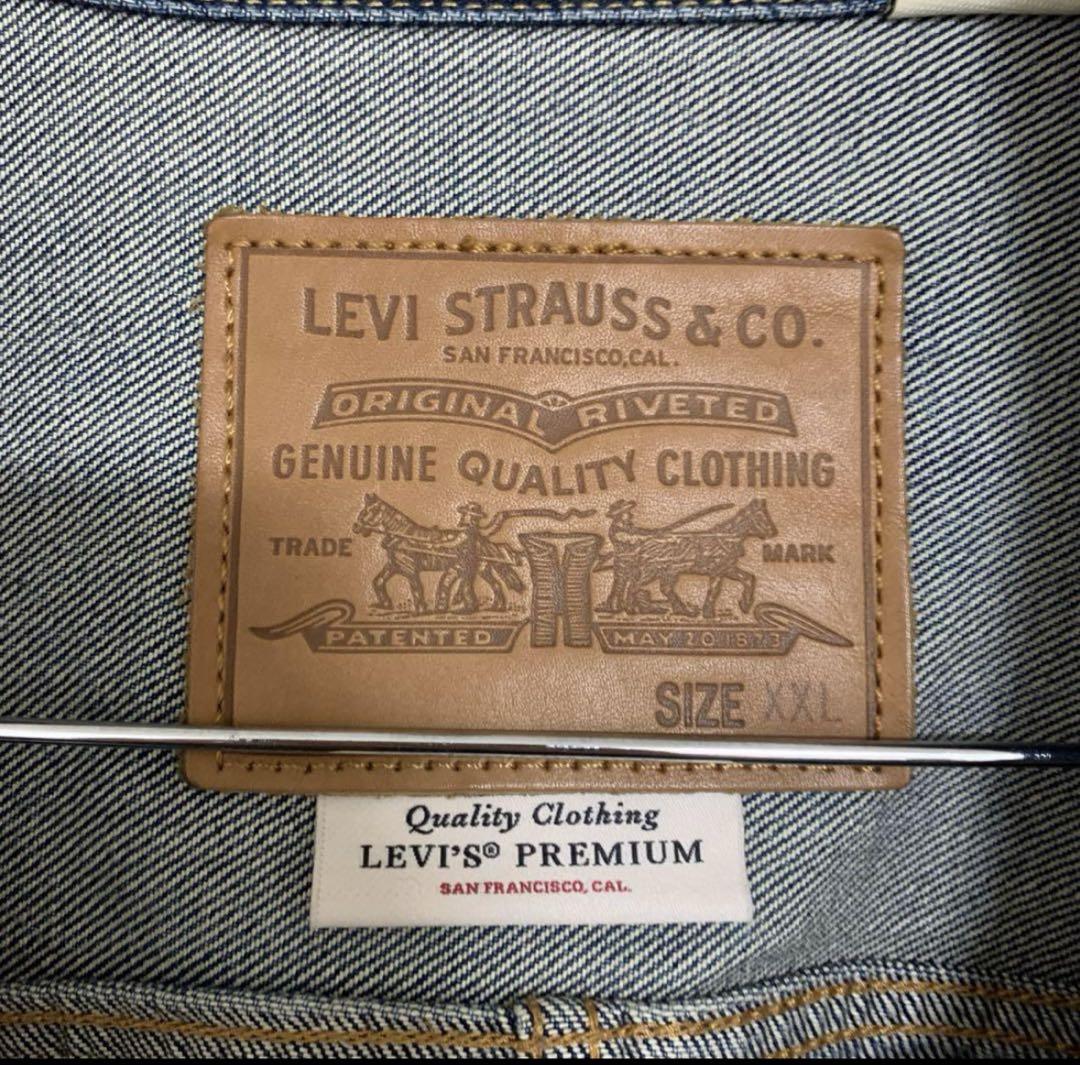 LEVI STRAUSS & CO.
SAN FRANCISCO, CAL.
ORIGINAL RIVETED
GENUINE QUALITY CLOTHING
TRADE MARK
PATENTED MAY 20 1873
SIZE XXL
Quality Clothing
LEVI'S® PREMIUM
SAN FRANCISCO, CAL.